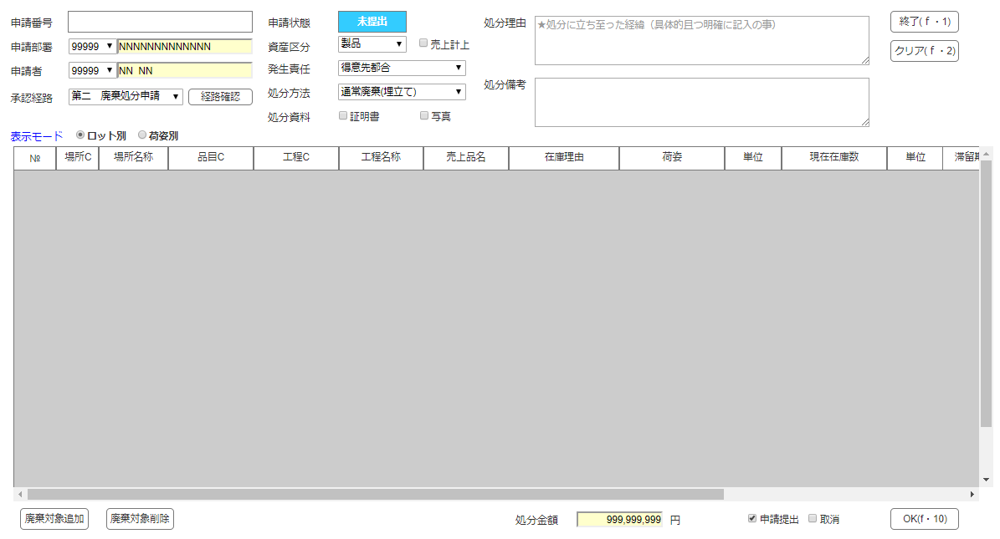 申請番号
申請部署 99999 NNNNNNNNNNNNN
申請者 99999 NN NN
承認経路 第二　廃棄処分申請 経路確認
申請状態 未提出
資産区分 製品 売上計上
発生責任 得意先都合
処分方法 通常廃棄(埋立て)
処分資料 証明書 写真
処分理由 ★処分に立ち至った経緯（具体的且つ明確に記入の事）
処分備考
終了(ｆ・1)
クリア(ｆ・2)
表示モード ロット別 荷姿別
№ 場所C 場所名称 品目C 工程C 工程名称 売上品名 在庫理由 荷姿 単位 現在在庫数 単位 滞留
廃棄対象追加 廃棄対象削除 処分金額 999,999,999 円 申請提出 取消 OK(f・10)